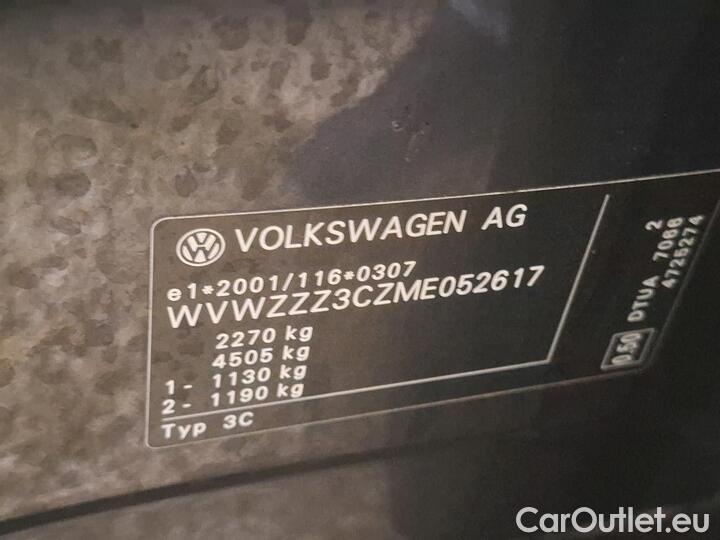 VOLKSWAGEN AG
e1*2001/116*0307
WVWZZZ3CZME052617
2270 kg
4505 kg
1 - 1130 kg
2 - 1190 kg
Typ 3C
2
DTUA 7066
4725274
0.50
CarOutlet.eu